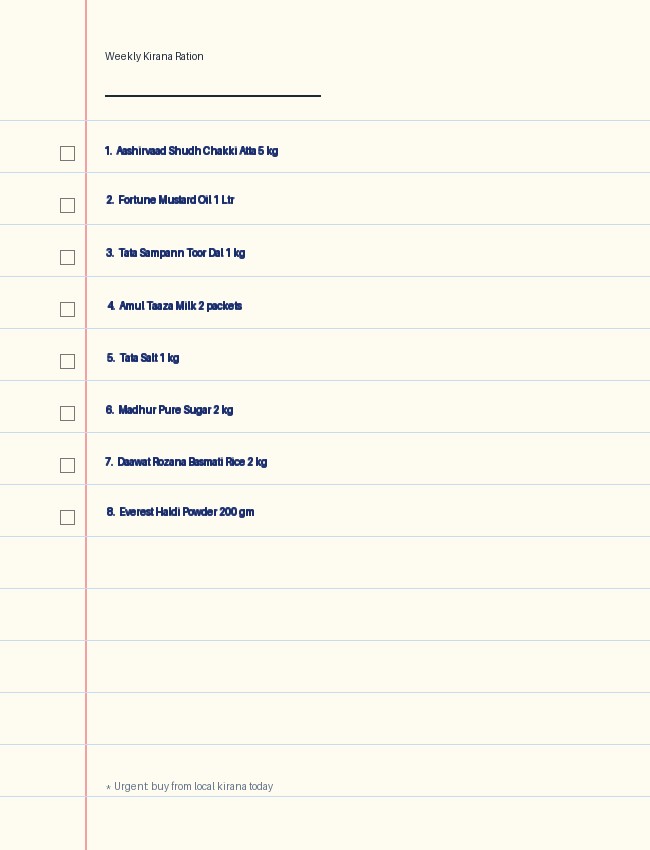 Weekly Kirana Ration
1. Aashirvaad Shudh Chakki Atta 5 kg
2. Fortune Mustard Oil 1 Ltr
3. Tata Sampann Toor Dal 1 kg
4. Amul Taaza Milk 2 packets
5. Tata Salt 1 kg
6. Madhur Pure Sugar 2 kg
7. Daawat Rozana Basmati Rice 2 kg
8. Everest Haldi Powder 200 gm
* Urgent: buy from local kirana today